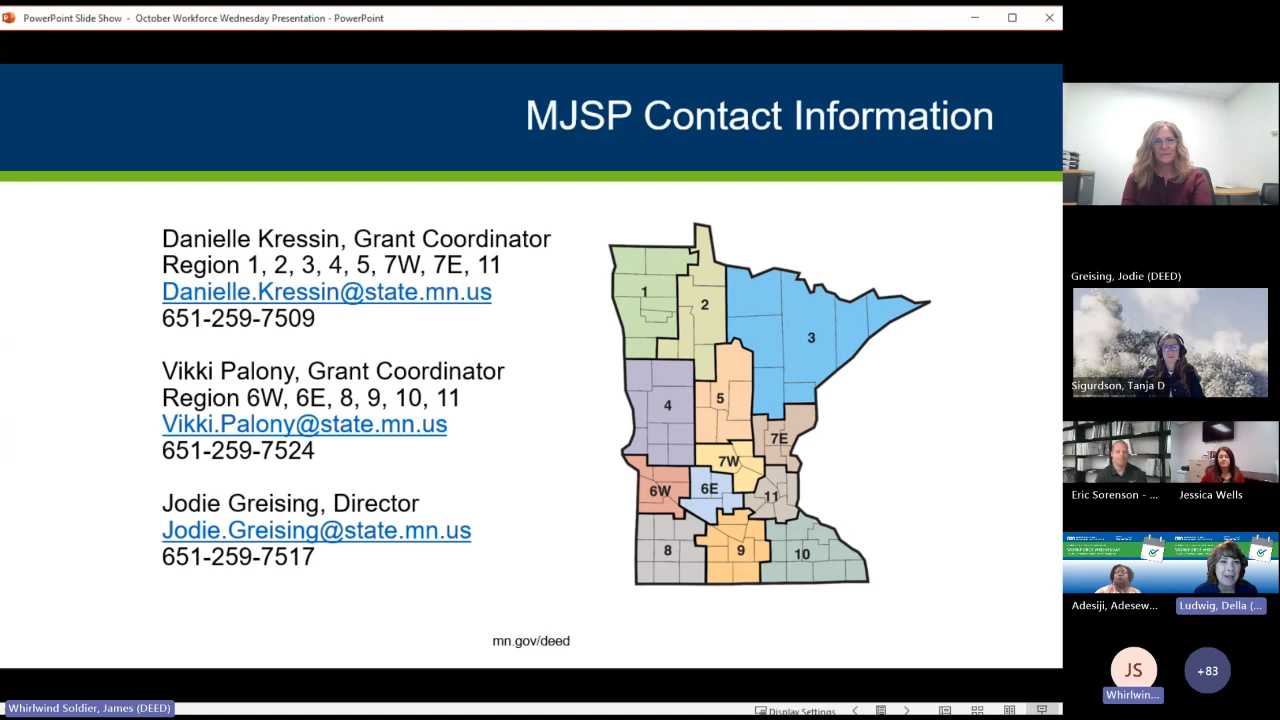 PowerPoint Slide Show - October Workforce Wednesday Presentation - PowerPoint
MJSP Contact Information
Danielle Kressin, Grant Coordinator
Region 1, 2, 3, 4, 5, 7W, 7E, 11
Danielle.Kressin@state.mn.us
651-259-7509
Vikki Palony, Grant Coordinator
Region 6W, 6E, 8, 9, 10, 11
Vikki.Palony@state.mn.us
651-259-7524
Jodie Greising, Director
Jodie.Greising@state.mn.us
651-259-7517
1
2
3
4
5
7E
7W
6W
6E
11
8
9
10
mn.gov/deed
Greising, Jodie (DEED)
Sigurdson, Tanja D
Eric Sorenson - ...
Jessica Wells
WORKFORCE WEDNESDAY
Adesiji, Adesew...
Ludwig, Della (...
JS
+83
Whirlwin...
Whirlwind Soldier, James (DEED)
Display Settings